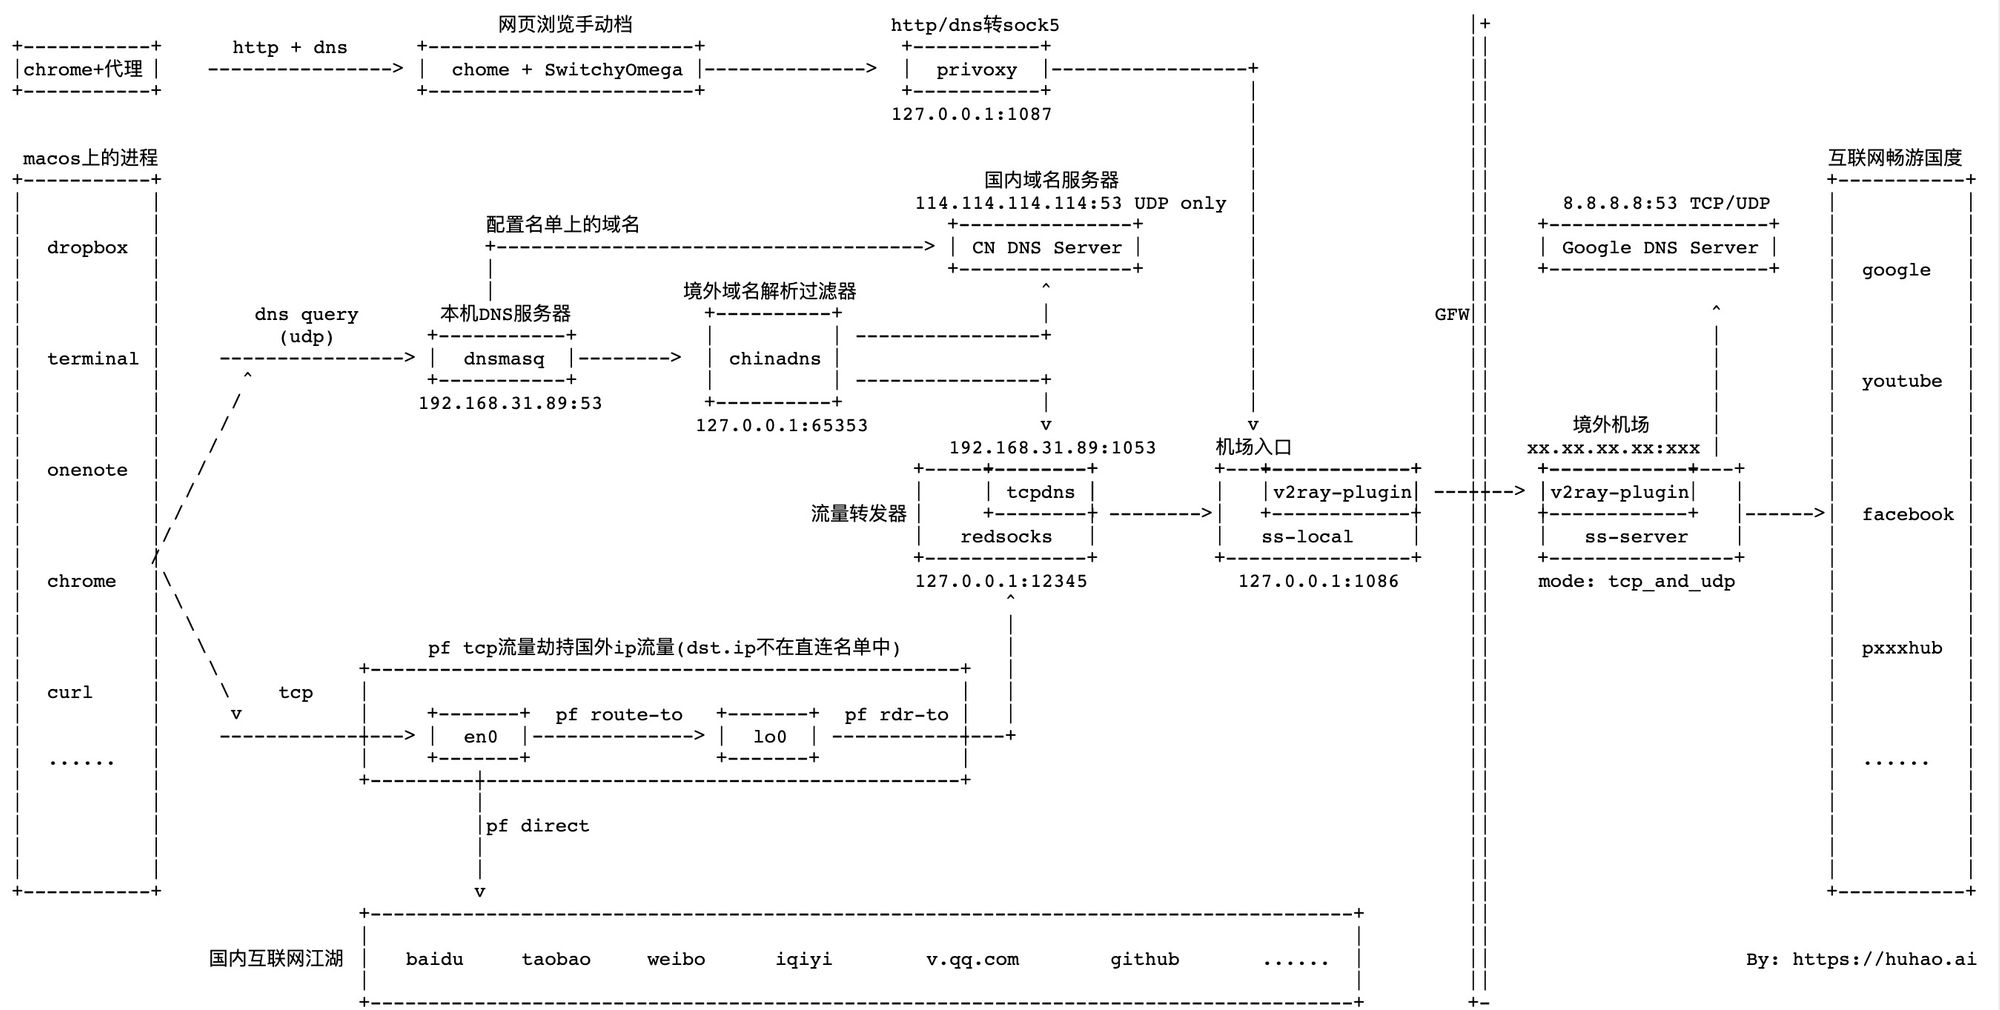 网页浏览手动档
http/dns转sock5
http + dns
chrome+代理
chome + SwitchyOmega
privoxy
127.0.0.1:1087
macos上的进程
互联网畅游国度
国内域名服务器
114.114.114.114:53 UDP only
8.8.8.8:53 TCP/UDP
配置名单上的域名
dropbox
CN DNS Server
Google DNS Server
google
境外域名解析过滤器
dns query
(udp)
本机DNS服务器
GFW
terminal
dnsmasq
chinadns
youtube
192.168.31.89:53
127.0.0.1:65353
境外机场
192.168.31.89:1053
机场入口
xx.xx.xx.xx:xxx
onenote
tcpdns
v2ray-plugin
v2ray-plugin
流量转发器
facebook
redsocks
ss-local
ss-server
chrome
127.0.0.1:12345
127.0.0.1:1086
mode: tcp_and_udp
pf tcp流量劫持国外ip流量(dst.ip不在直连名单中)
pxxxhub
curl
tcp
pf route-to
pf rdr-to
en0
lo0
......
......
pf direct
国内互联网江湖
baidu taobao weibo iqiyi v.qq.com github ......
By: https://huhao.ai